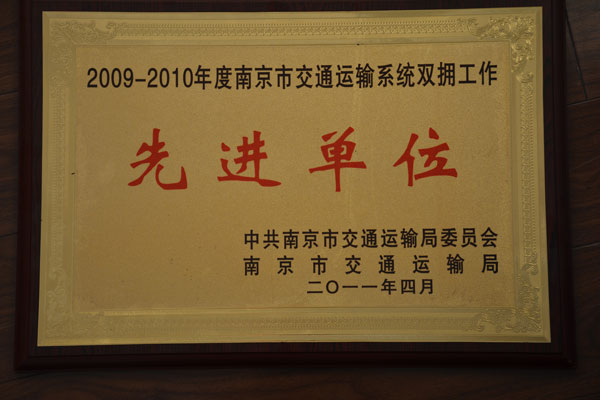 2009-2010年度南京市交通运输系统双拥工作
先进单位
中共南京市交通运输局委员会
南京市交通运输局
二〇一一年四月